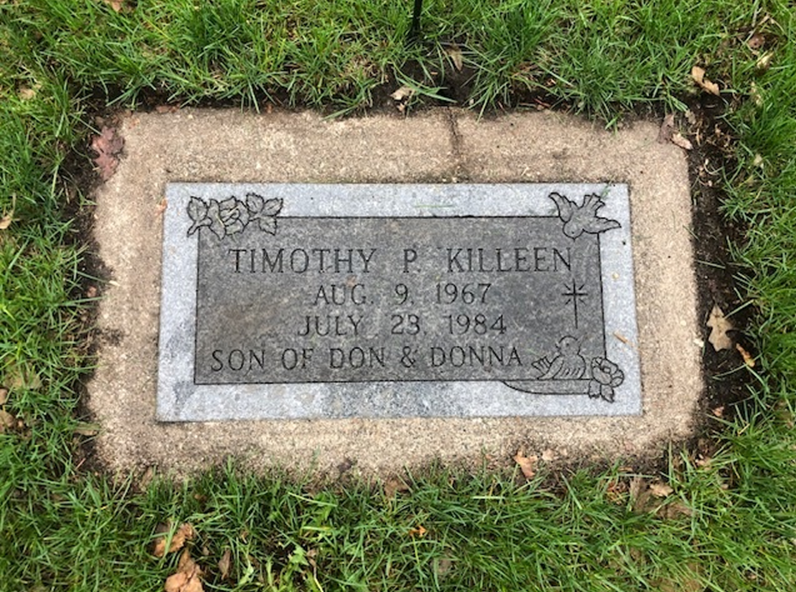 TIMOTHY P. KILLEEN
AUG. 9, 1967
JULY 23, 1984
SON OF DON & DONNA